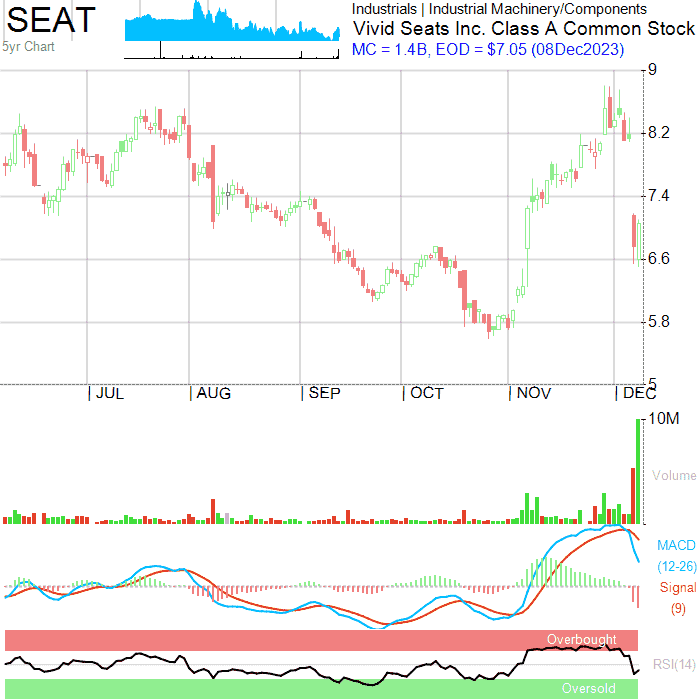 SEAT
5yr Chart
Industrials | Industrial Machinery/Components
Vivid Seats Inc. Class A Common Stock
MC = 1.4B, EOD = $7.05 (08Dec2023)
9
8.2
7.4
6.6
5.8
5
| JUL | AUG | SEP | OCT | NOV | DEC
10M
Volume
MACD
(12-26)
Signal
(9)
Overbought
RSI(14)
Oversold